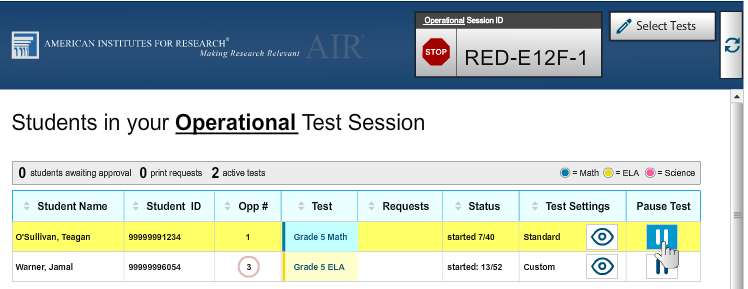 Operational Session ID
Select Tests
AMERICAN INSTITUTES FOR RESEARCH®
Making Research Relevant
AIR®
STOP
RED-E12F-1
Students in your Operational Test Session
0 students awaiting approval 0 print requests 2 active tests = Math = ELA = Science
Student Name Student ID Opp # Test Requests Status Test Settings Pause Test
O'Sullivan, Teagan 99999991234 1 Grade 5 Math started 7/40 Standard
Warner, Jamal 99999996054 3 Grade 5 ELA started: 13/52 Custom